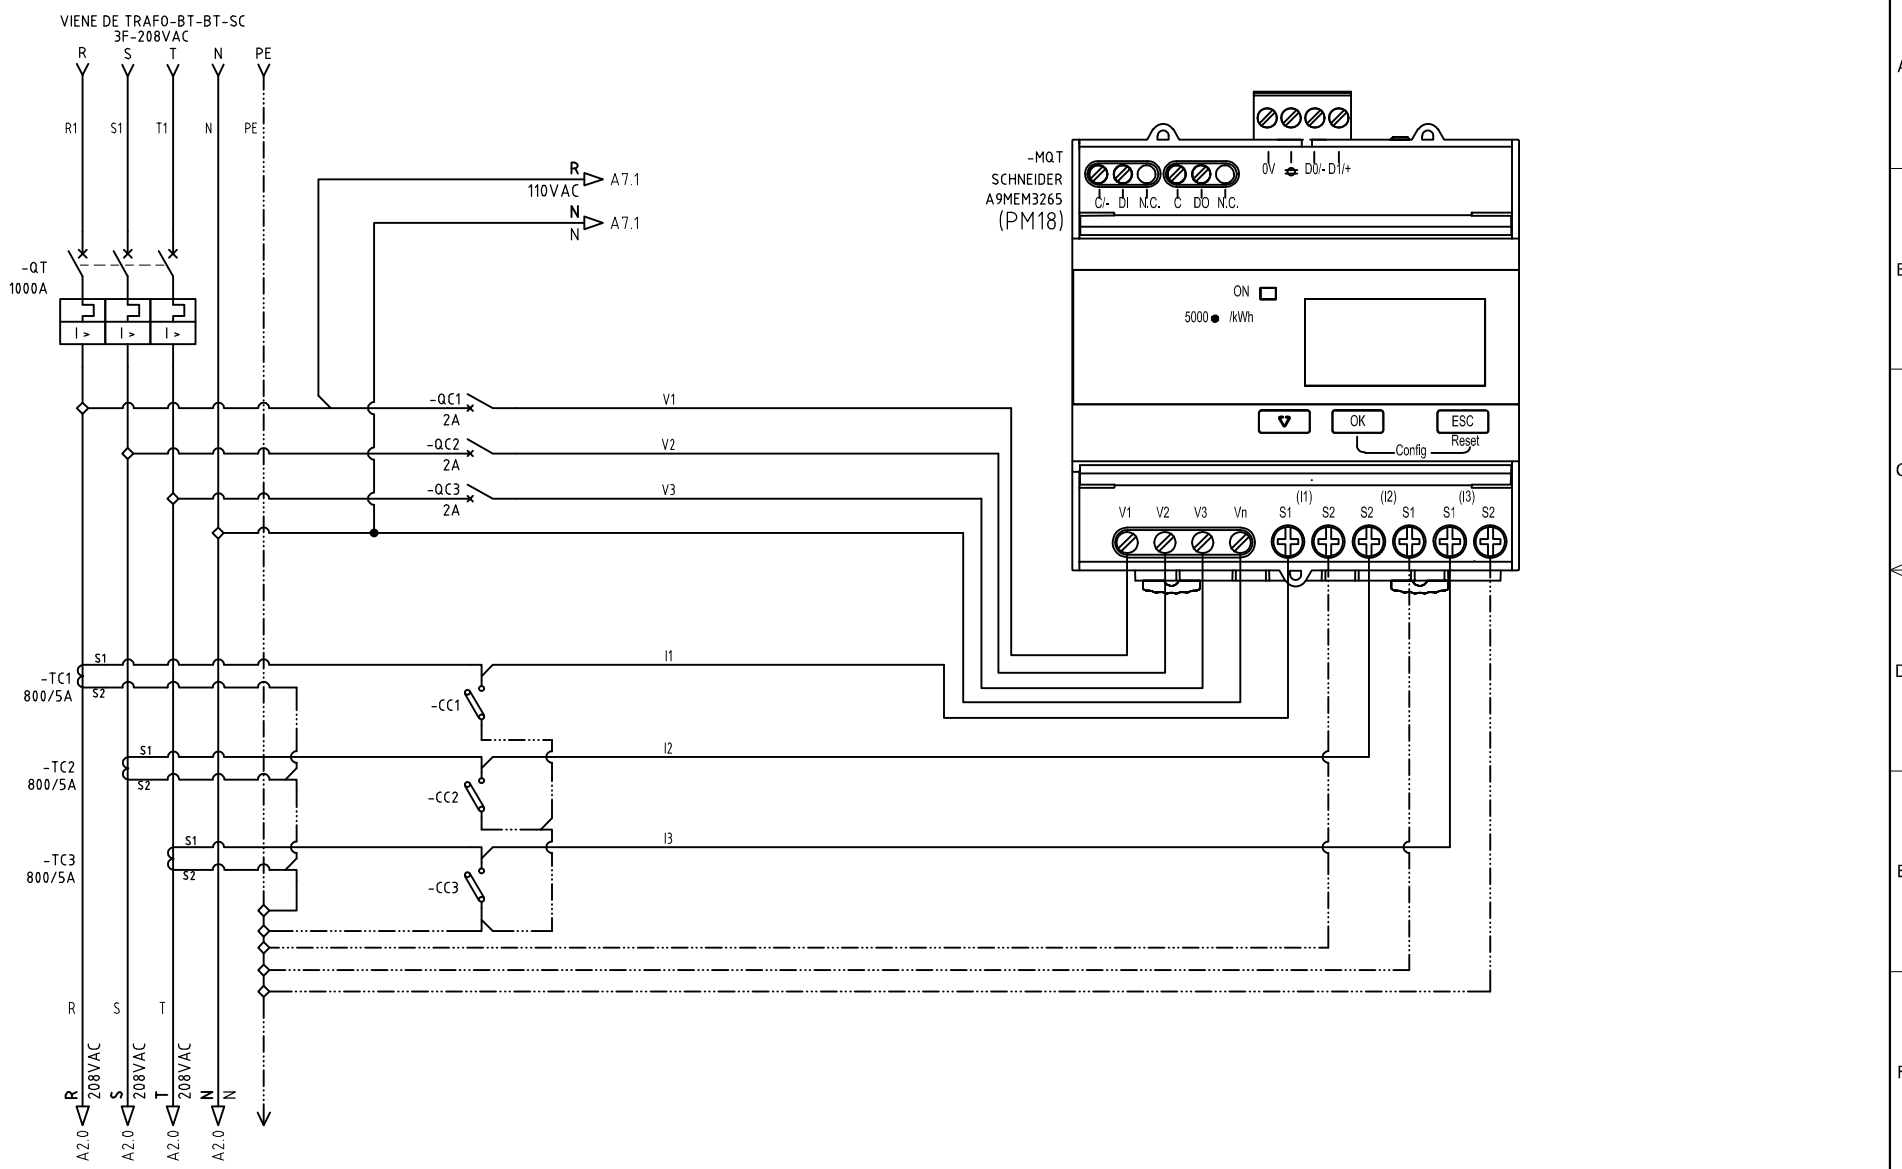 VIENE DE TRAFO-BT-BT-SC
3F-208VAC
R S T N PE
R1 S1 T1 N PE
R
110VAC
A7.1
N
N
A7.1
-QT
1000A
I > I > I >
-QC1
2A
V1
-QC2
2A
V2
-QC3
2A
V3
-MQT
SCHNEIDER
A9MEM3265
(PM18)
0V D0/- D1/+
C/- DI N.C. C DO N.C.
ON
5000 /kWh
OK ESC
Reset
Config
(I1) (I2) (I3)
V1 V2 V3 Vn S1 S2 S2 S1 S1 S2
-TC1
800/5A
S1
S2
-CC1
I1
-TC2
800/5A
S1
S2
-CC2
I2
-TC3
800/5A
S1
S2
-CC3
I3
R S T
R 208VAC S 208VAC T 208VAC N N
A2.0 A2.0 A2.0 A2.0